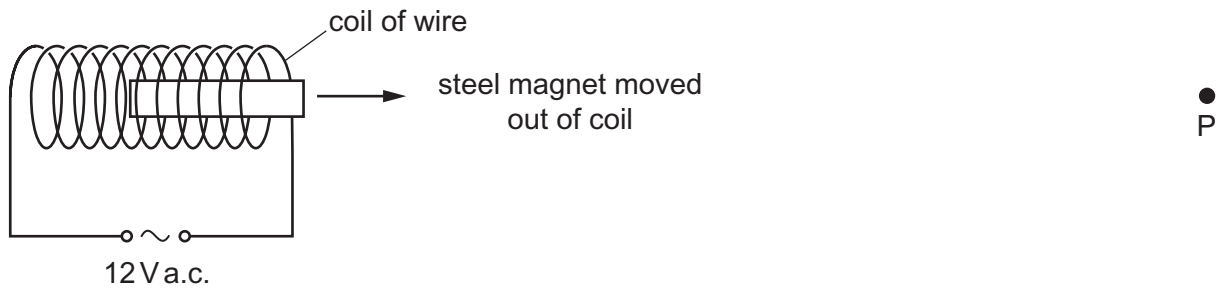 coil of wire
steel magnet moved
out of coil
P
12 V a.c.